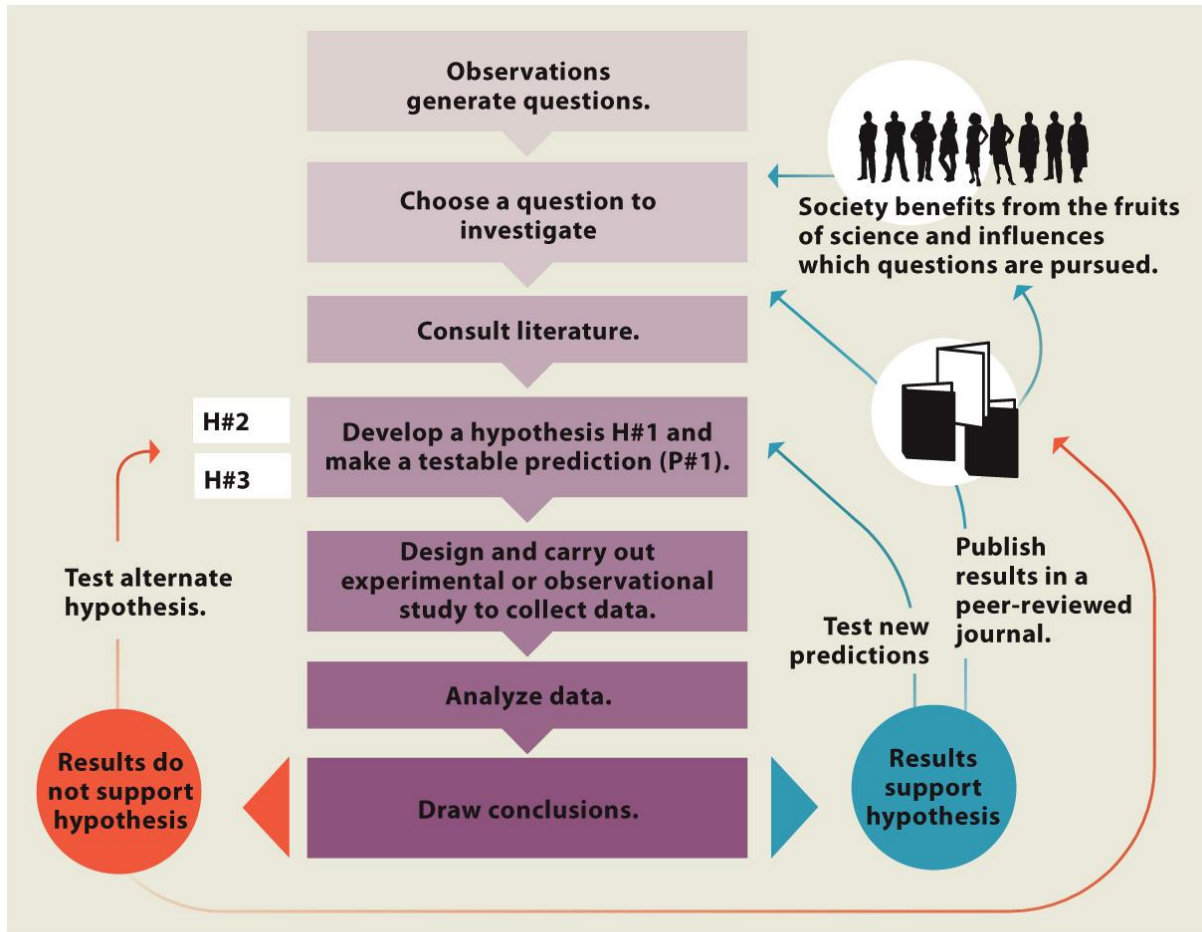 Observations
generate questions.
Choose a question to
investigate
Society benefits from the fruits
of science and influences
which questions are pursued.
Consult literature.
H#2
H#3
Develop a hypothesis H#1 and
make a testable prediction (P#1).
Design and carry out
experimental or observational
study to collect data.
Test alternate
hypothesis.
Test new
predictions
Publish
results in a
peer-reviewed
journal.
Analyze data.
Results do
not support
hypothesis
Draw conclusions.
Results
support
hypothesis